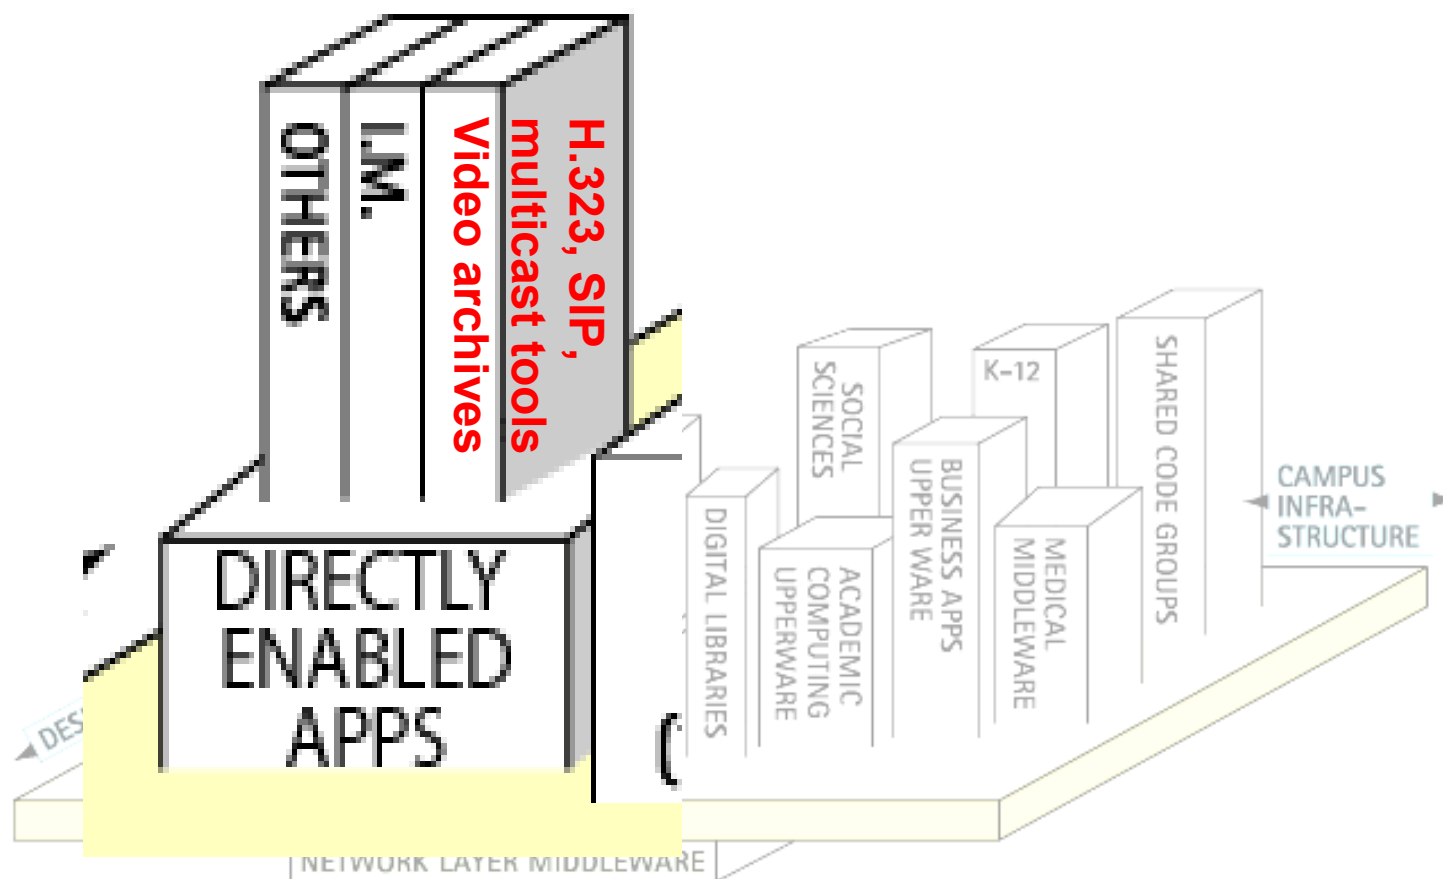 OTHERS
I.M.
Video archives
H.323, SIP,
multicast tools
DIRECTLY
ENABLED
APPS
SOCIAL
SCIENCES
K-12
SHARED CODE GROUPS
DIGITAL LIBRARIES
ACADEMIC
COMPUTING
UPPERWARE
BUSINESS APPS
UPPER WARE
MEDICAL
MIDDLEWARE
CAMPUS
INFRA-
STRUCTURE
DES
NETWORK LAYER MIDDLEWARE